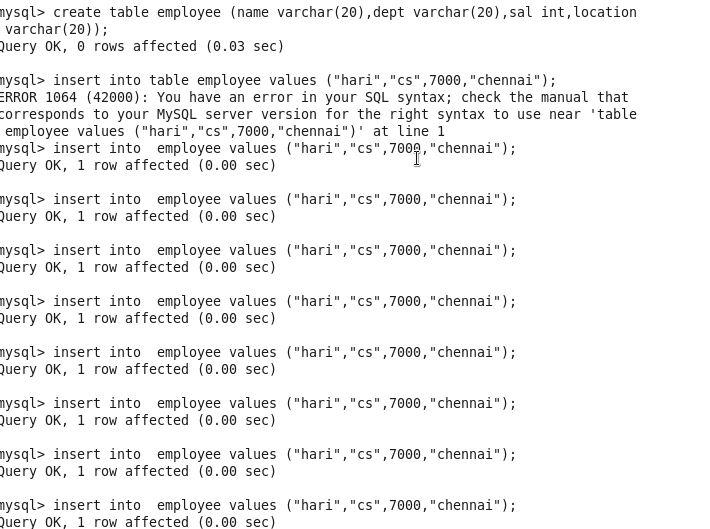 mysql> create table employee (name varchar(20),dept varchar(20),sal int,location
varchar(20));
Query OK, 0 rows affected (0.03 sec)
mysql> insert into table employee values ("hari","cs",7000,"chennai");
ERROR 1064 (42000): You have an error in your SQL syntax; check the manual that
corresponds to your MySQL server version for the right syntax to use near 'table
employee values ("hari","cs",7000,"chennai")' at line 1
mysql> insert into  employee values ("hari","cs",7000,"chennai");
Query OK, 1 row affected (0.00 sec)
mysql> insert into  employee values ("hari","cs",7000,"chennai");
Query OK, 1 row affected (0.00 sec)
mysql> insert into  employee values ("hari","cs",7000,"chennai");
Query OK, 1 row affected (0.00 sec)
mysql> insert into  employee values ("hari","cs",7000,"chennai");
Query OK, 1 row affected (0.00 sec)
mysql> insert into  employee values ("hari","cs",7000,"chennai");
Query OK, 1 row affected (0.00 sec)
mysql> insert into  employee values ("hari","cs",7000,"chennai");
Query OK, 1 row affected (0.00 sec)
mysql> insert into  employee values ("hari","cs",7000,"chennai");
Query OK, 1 row affected (0.00 sec)
mysql> insert into  employee values ("hari","cs",7000,"chennai");
Query OK, 1 row affected (0.00 sec)